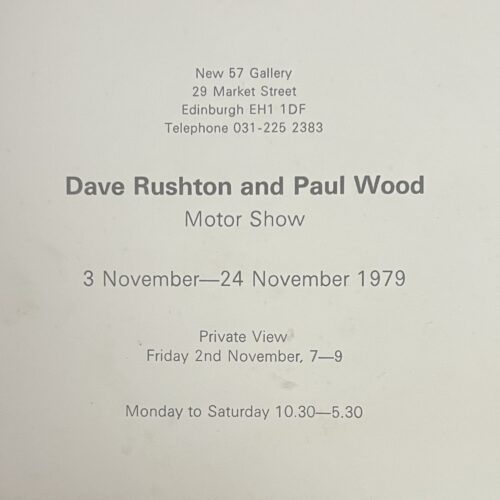 New 57 Gallery
29 Market Street
Edinburgh EH1 1DF
Telephone 031-225 2383
Dave Rushton and Paul Wood
Motor Show
3 November—24 November 1979
Private View
Friday 2nd November, 7—9
Monday to Saturday 10.30—5.30